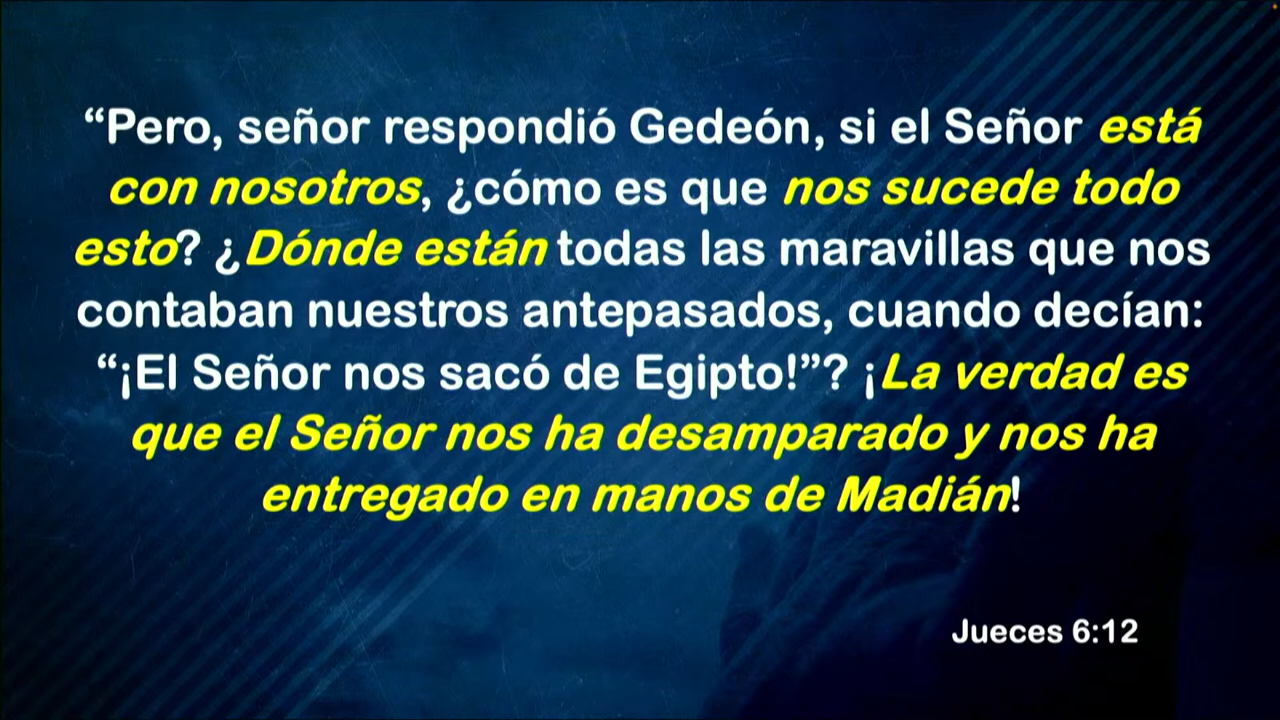 “Pero, señor respondió Gedeón, si el Señor está
con nosotros, ¿cómo es que nos sucede todo
esto? ¿Dónde están todas las maravillas que nos
contaban nuestros antepasados, cuando decían:
“¡El Señor nos sacó de Egipto!”? ¡La verdad es
que el Señor nos ha desamparado y nos ha
entregado en manos de Madián!
Jueces 6:12